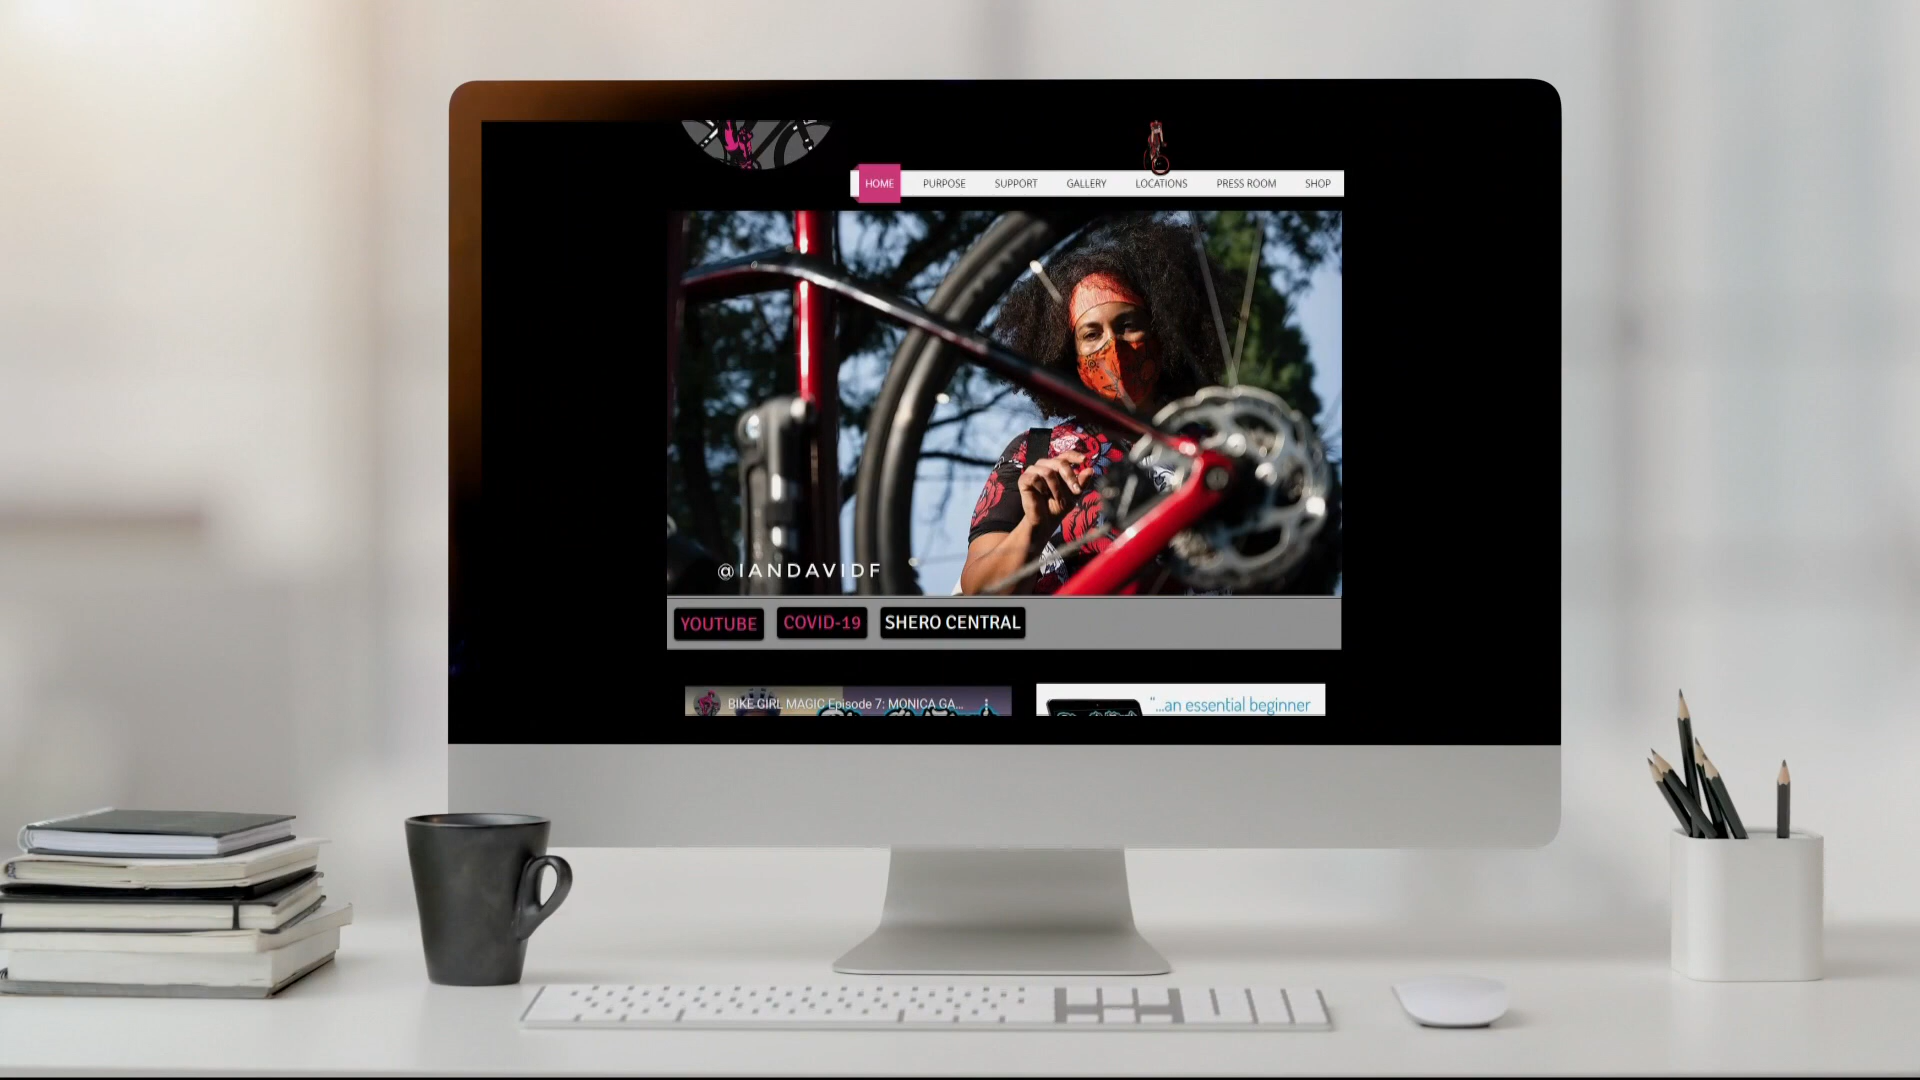 HOME PURPOSE SUPPORT GALLERY LOCATIONS PRESS ROOM SHOP
@IANDAVIDF
YOUTUBE COVID-19 SHERO CENTRAL
BIKE GIRL MAGIC Episode 7: MONICA GA...
"...an essential beginner